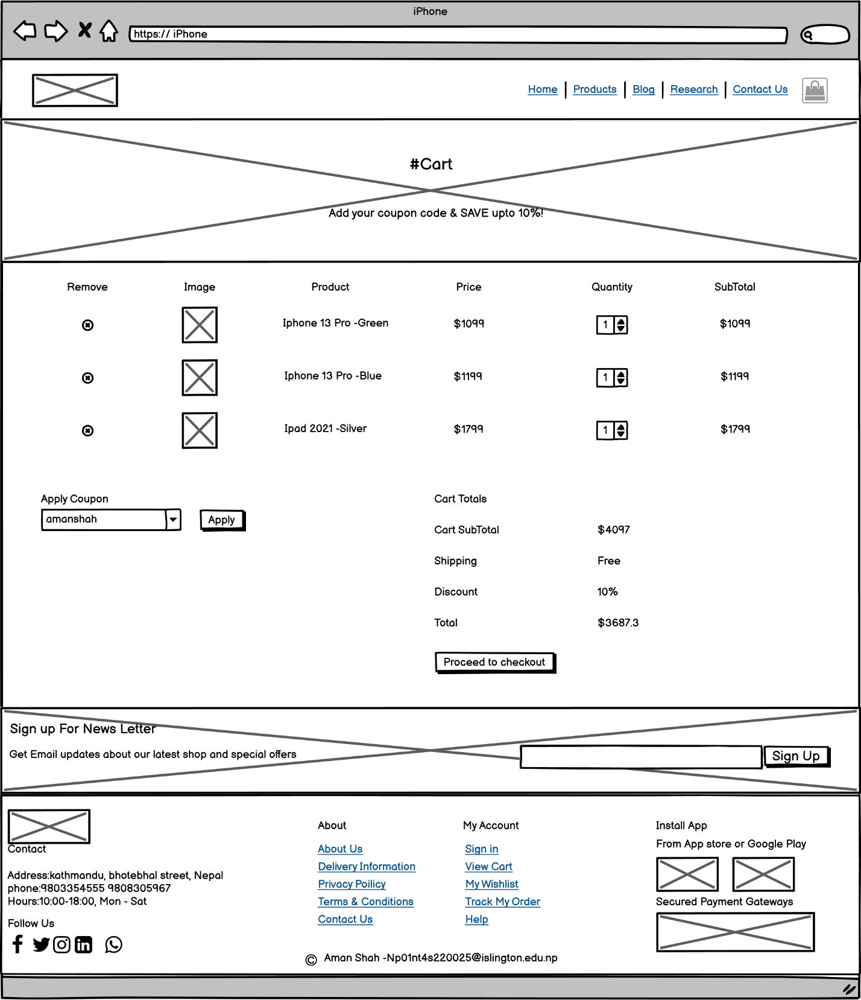 iPhone
https:// iPhone
Home Products Blog Research Contact Us
#Cart
Add your coupon code & SAVE upto 10%!
Remove Image Product Price Quantity SubTotal
Iphone 13 Pro -Green $1099 1 $1099
Iphone 13 Pro -Blue $1199 1 $1199
Ipad 2021 -Silver $1799 1 $1799
Apply Coupon
amanshah Apply
Cart Totals
Cart SubTotal $4097
Shipping Free
Discount 10%
Total $3687.3
Proceed to checkout
Sign up For News Letter
Get Email updates about our latest shop and special offers
Sign Up
Contact
Address:kathmandu, bhotebhal street, Nepal
phone:9803354555 9808305967
Hours:10:00-18:00, Mon - Sat
Follow Us
About
About Us
Delivery Information
Privacy Poilicy
Terms & Conditions
Contact Us
My Account
Sign in
View Cart
My Wishlist
Track My Order
Help
Install App
From App store or Google Play
Secured Payment Gateways
© Aman Shah -Np01nt4s220025@islington.edu.np